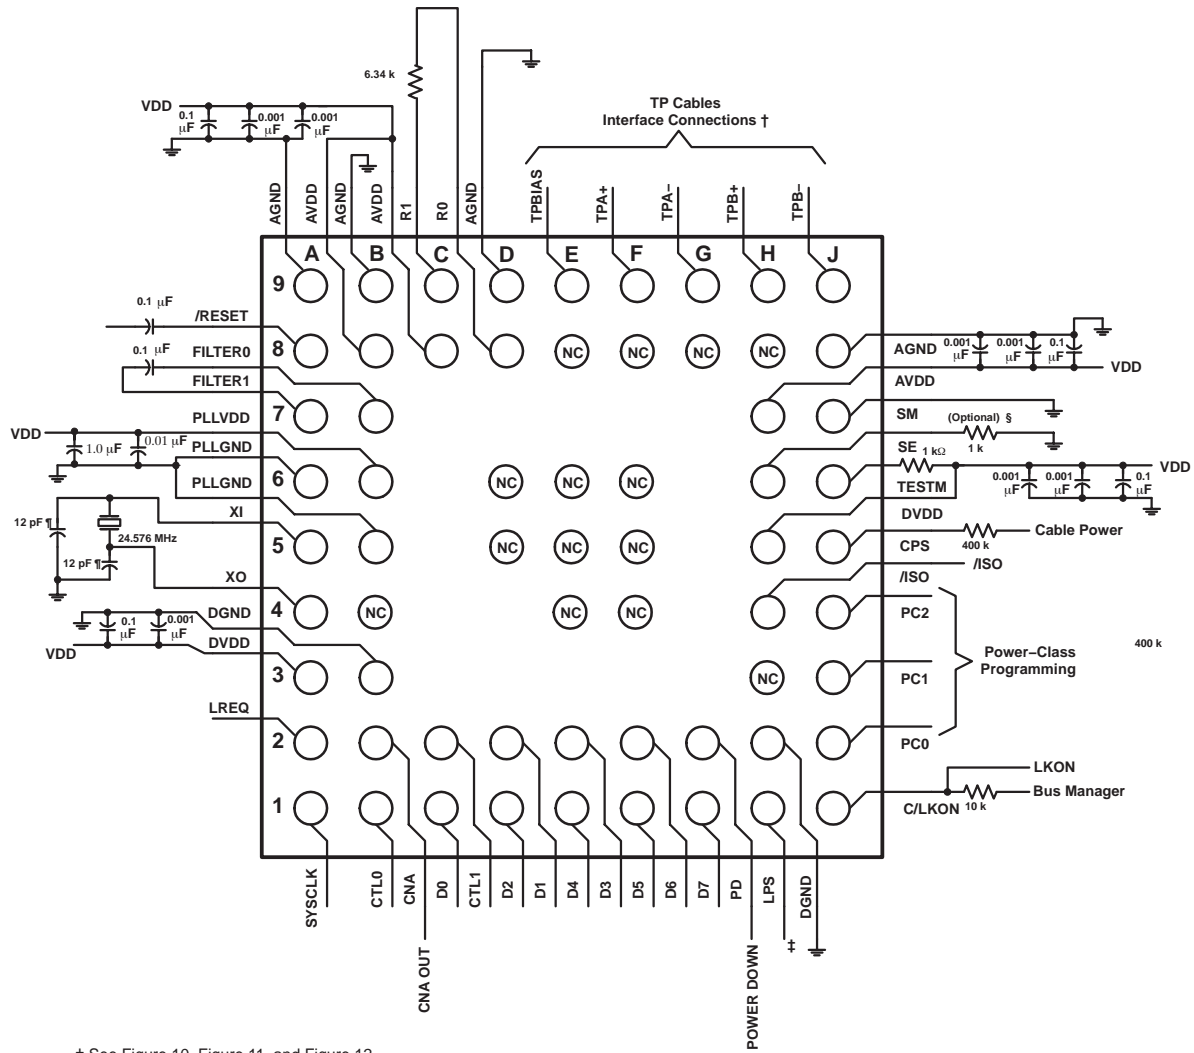 6.34 k
TP Cables
Interface Connections †
VDD
0.1
μF
0.001
μF
0.001
μF
AGND
AVDD
AGND
AVDD
R1
R0
AGND
TPBIAS
TPA+
TPA−
TPB+
TPB−
A B C D E F G H J
9
0.1 μF
/RESET
8
NC NC NC NC
AGND
0.001
μF
0.001
μF
0.1
μF
VDD
0.1 μF
FILTER0
FILTER1
7
AVDD
SM
PLLVDD
VDD
1.0 μF
0.01 μF
PLLGND
PLLGND
6
NC NC NC
(Optional) §
1 k
SE
1 kΩ
TESTM
VDD
0.001
μF
0.001
μF
0.1
μF
DVDD
XI
12 pF ¶
24.576 MHz
12 pF ¶
5
NC NC NC
CPS
400 k
Cable Power
XO
/ISO
/ISO
4
NC NC NC
PC2
DGND
0.1
μF
0.001
μF
DVDD
VDD
3
NC
PC1
Power−Class
Programming
400 k
LREQ
2
PC0
LKON
1
C/LKON
10 k
Bus Manager
SYSCLK
CTL0
CNA
D0
CTL1
D2
D1
D4
D3
D5
D6
D7
PD
LPS
DGND
CNA OUT
POWER DOWN
‡
† See Figure 10, Figure 11, and Figure 12